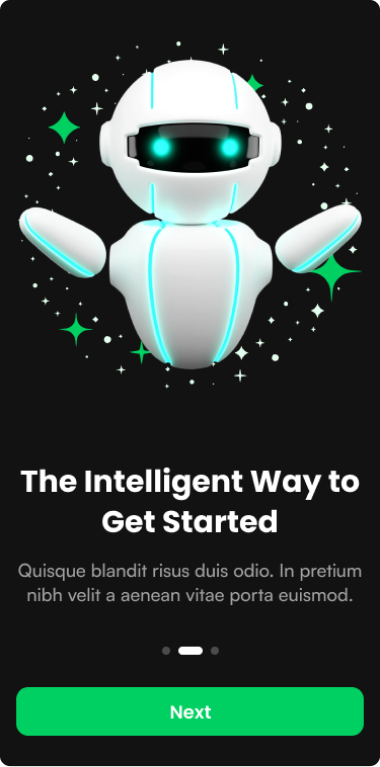 The Intelligent Way to
Get Started
Quisque blandit risus duis odio. In pretium
nibh velit a aenean vitae porta euismod.
Next